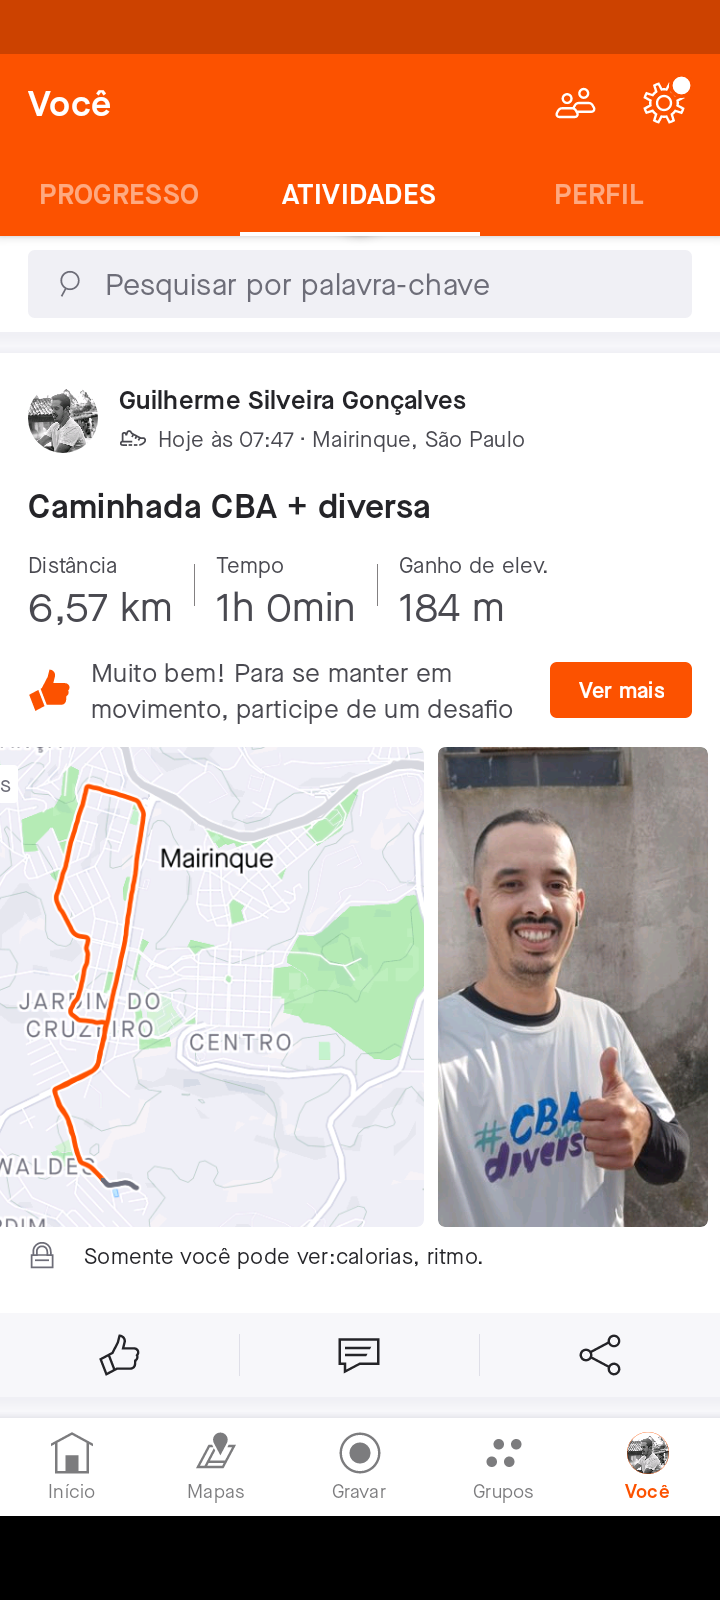 Você
PROGRESSO
ATIVIDADES
PERFIL
Pesquisar por palavra-chave
Guilherme Silveira Gonçalves
Hoje às 07:47 · Mairinque, São Paulo
Caminhada CBA + diversa
Distância
Tempo
Ganho de elev.
6,57 km
1h 0min
184 m
Muito bem! Para se manter em
movimento, participe de um desafio
Ver mais
s
Mairinque
JARDIM DO
CRUZEIRO
CENTRO
WALDES
RDIM
#CBA
divers
Somente você pode ver:calorias, ritmo.
Início
Mapas
Gravar
Grupos
Você